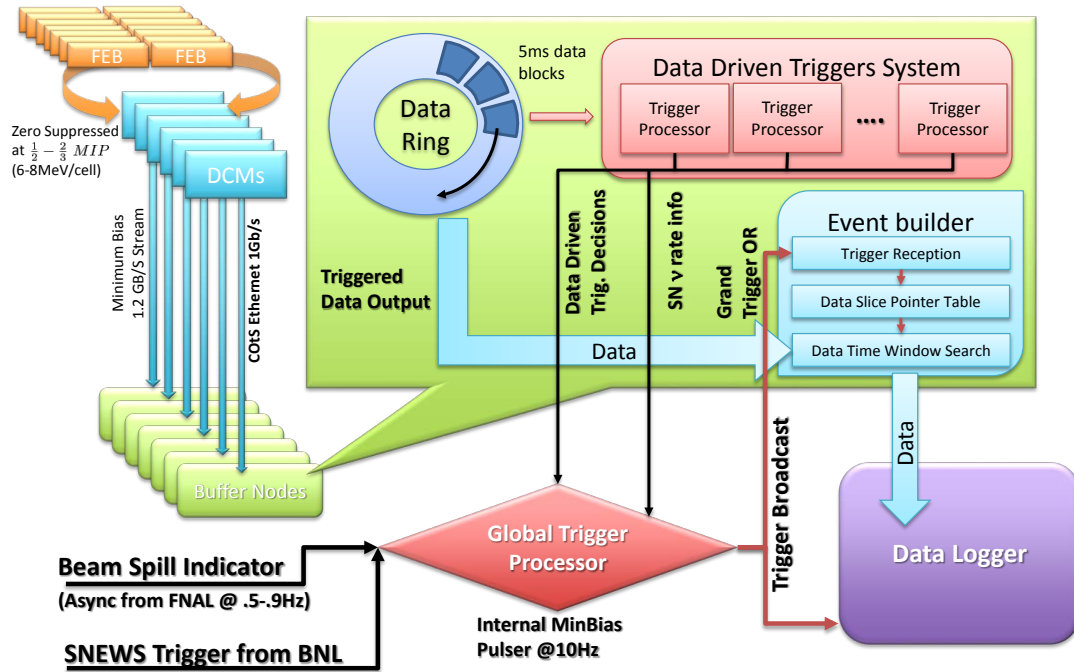 FEB
FEB
Zero Suppressed
at 1/2 − 2/3 MIP
(6-8MeV/cell)
DCMs
Minimum Bias
1.2 GB/S Stream
COtS Ethernet 1Gb/s
Buffer Nodes
Data
Ring
5ms data
blocks
Data Driven Triggers System
Trigger
Processor
Trigger
Processor
....
Trigger
Processor
Triggered
Data Output
Data Driven
Trig. Decisions
SN ν rate info
Grand
Trigger OR
Data
Event builder
Trigger Reception
Data Slice Pointer Table
Data Time Window Search
Data
Data Logger
Trigger Broadcast
Global Trigger
Processor
Beam Spill Indicator
(Async from FNAL @ .5-.9Hz)
SNEWS Trigger from BNL
Internal MinBias
Pulser @10Hz